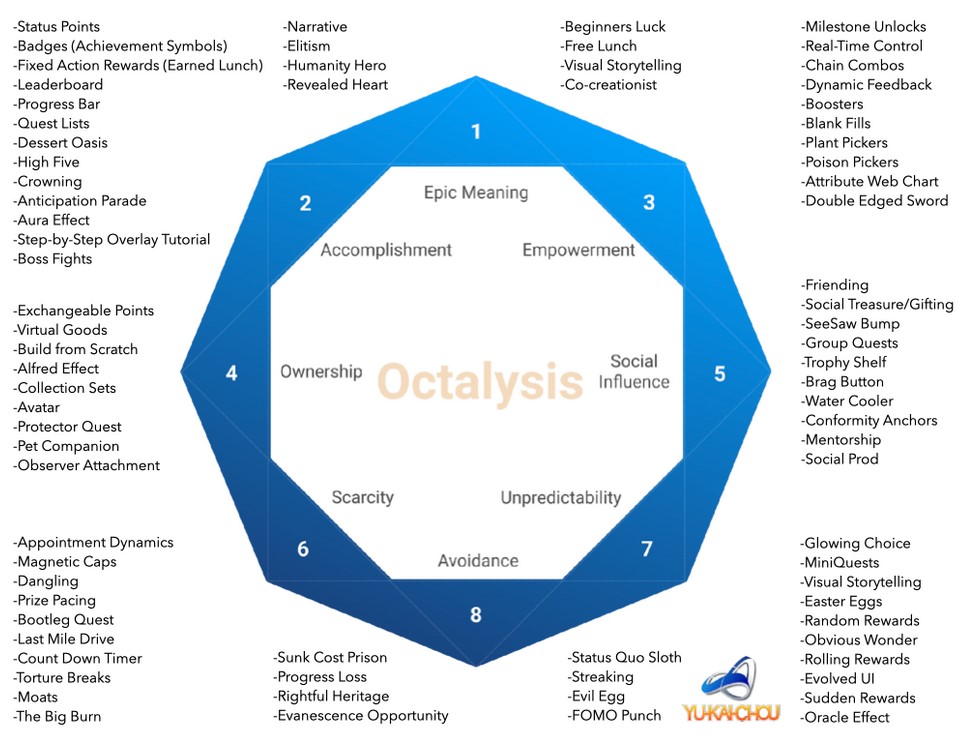 -Status Points
-Badges (Achievement Symbols)
-Fixed Action Rewards (Earned Lunch)
-Leaderboard
-Progress Bar
-Quest Lists
-Dessert Oasis
-High Five
-Crowning
-Anticipation Parade
-Aura Effect
-Step-by-Step Overlay Tutorial
-Boss Fights
-Narrative
-Elitism
-Humanity Hero
-Revealed Heart
-Beginners Luck
-Free Lunch
-Visual Storytelling
-Co-creationist
-Milestone Unlocks
-Real-Time Control
-Chain Combos
-Dynamic Feedback
-Boosters
-Blank Fills
-Plant Pickers
-Poison Pickers
-Attribute Web Chart
-Double Edged Sword
1
Epic Meaning
2
Accomplishment
3
Empowerment
4
Ownership
Octalysis
Social
Influence
5
Scarcity
6
Unpredictability
7
Avoidance
8
-Exchangeable Points
-Virtual Goods
-Build from Scratch
-Alfred Effect
-Collection Sets
-Avatar
-Protector Quest
-Pet Companion
-Observer Attachment
-Friending
-Social Treasure/Gifting
-SeeSaw Bump
-Group Quests
-Trophy Shelf
-Brag Button
-Water Cooler
-Conformity Anchors
-Mentorship
-Social Prod
-Appointment Dynamics
-Magnetic Caps
-Dangling
-Prize Pacing
-Bootleg Quest
-Last Mile Drive
-Count Down Timer
-Torture Breaks
-Moats
-The Big Burn
-Sunk Cost Prison
-Progress Loss
-Rightful Heritage
-Evanescence Opportunity
-Status Quo Sloth
-Streaking
-Evil Egg
-FOMO Punch
YU-KAI-CHOU
-Glowing Choice
-MiniQuests
-Visual Storytelling
-Easter Eggs
-Random Rewards
-Obvious Wonder
-Rolling Rewards
-Evolved UI
-Sudden Rewards
-Oracle Effect